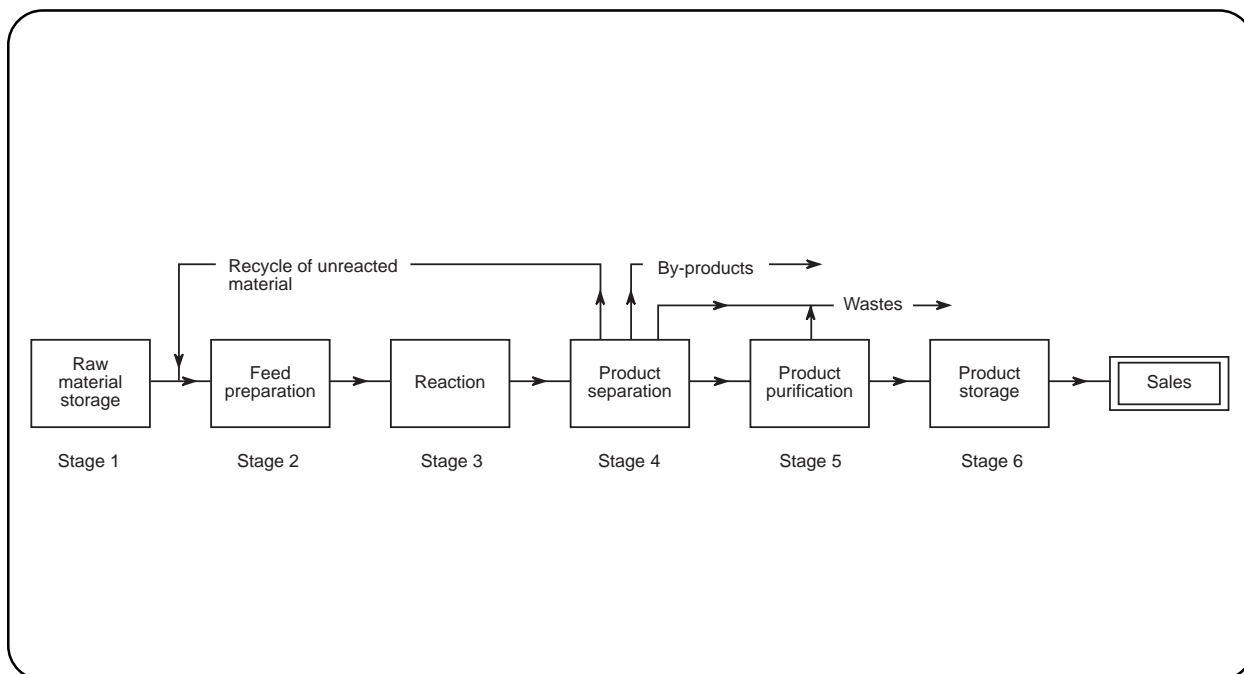 Recycle of unreacted
material
By-products
Wastes
Raw
material
storage
Feed
preparation
Reaction
Product
separation
Product
purification
Product
storage
Sales
Stage 1
Stage 2
Stage 3
Stage 4
Stage 5
Stage 6